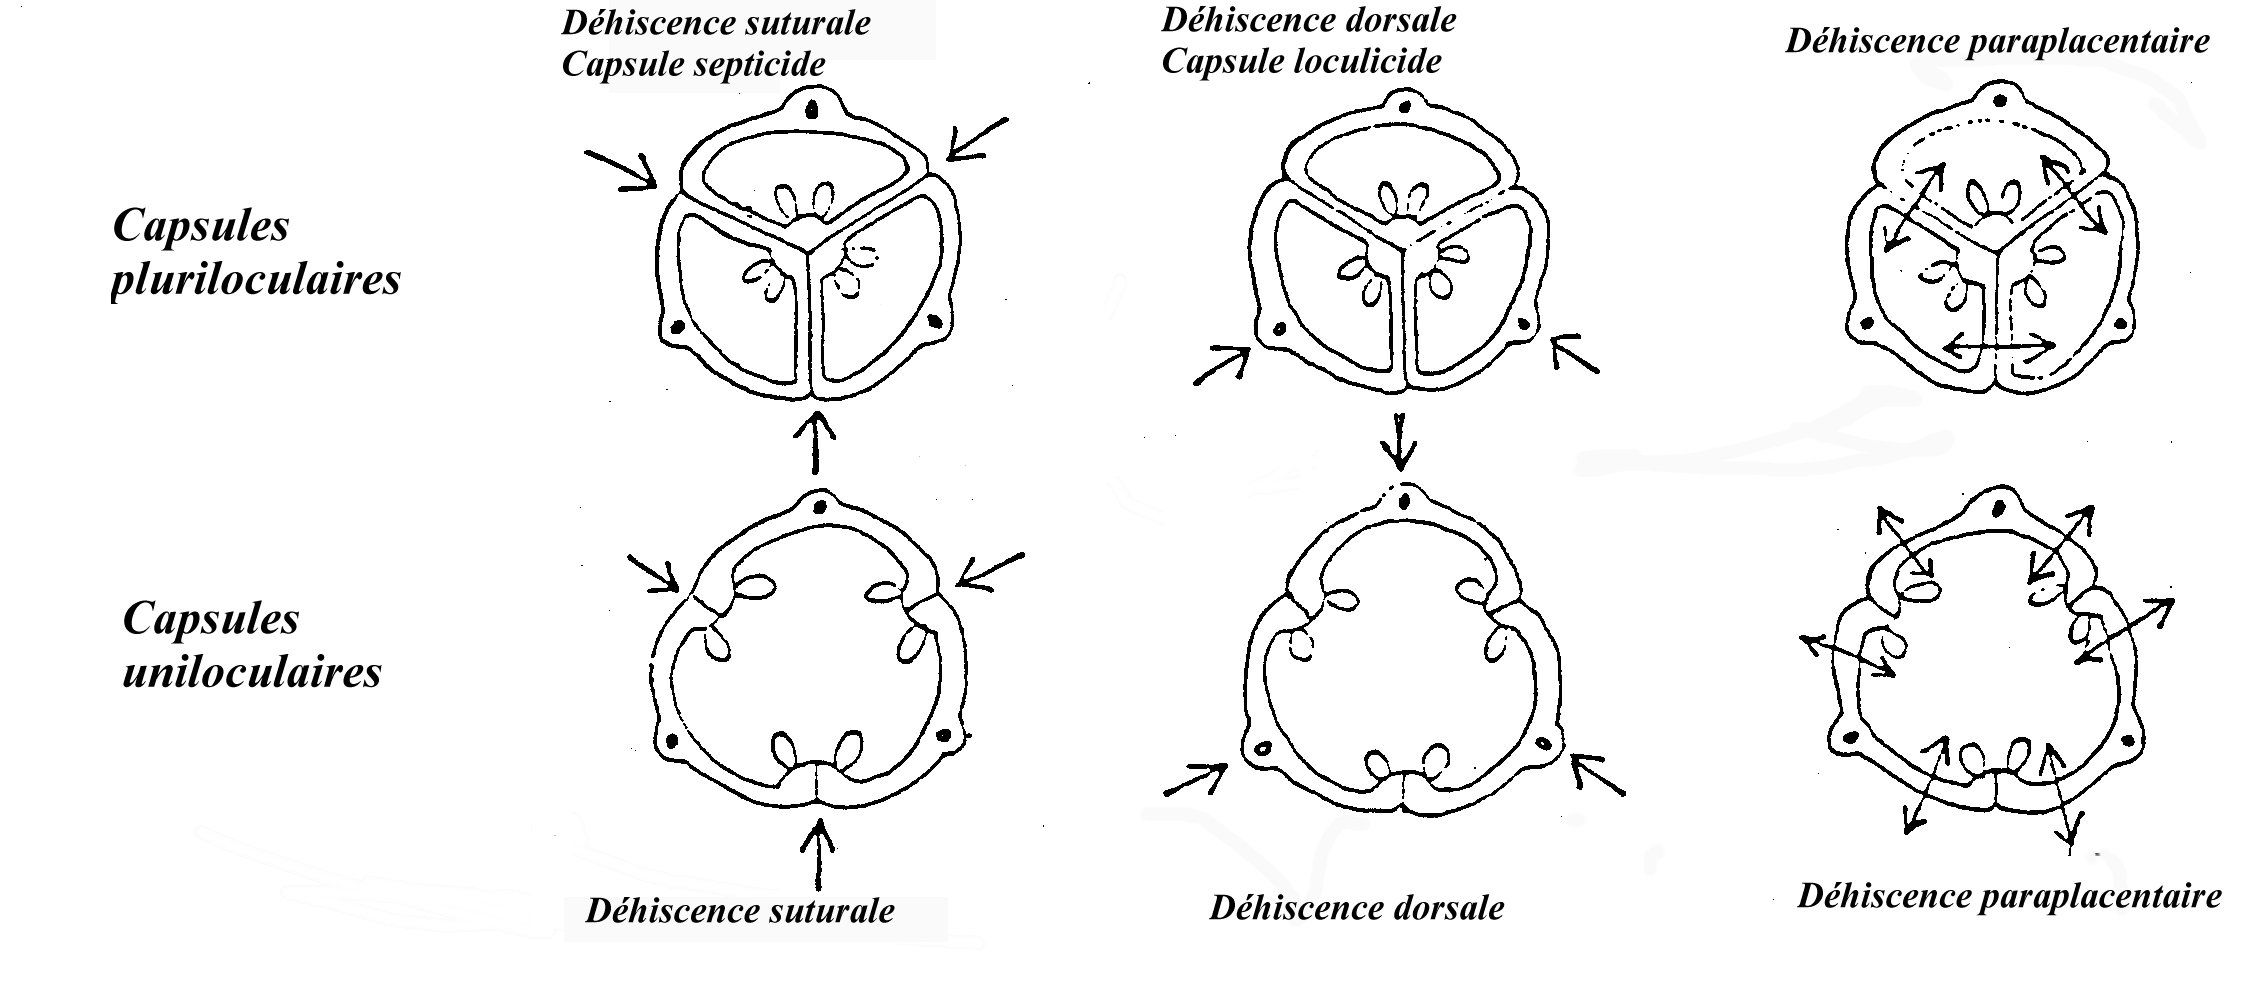 Déhiscence suturale
Capsule septicide
Déhiscence dorsale
Capsule loculicide
Déhiscence paraplacentaire
Capsules
pluriloculaires
Capsules
uniloculaires
Déhiscence suturale
Déhiscence dorsale
Déhiscence paraplacentaire